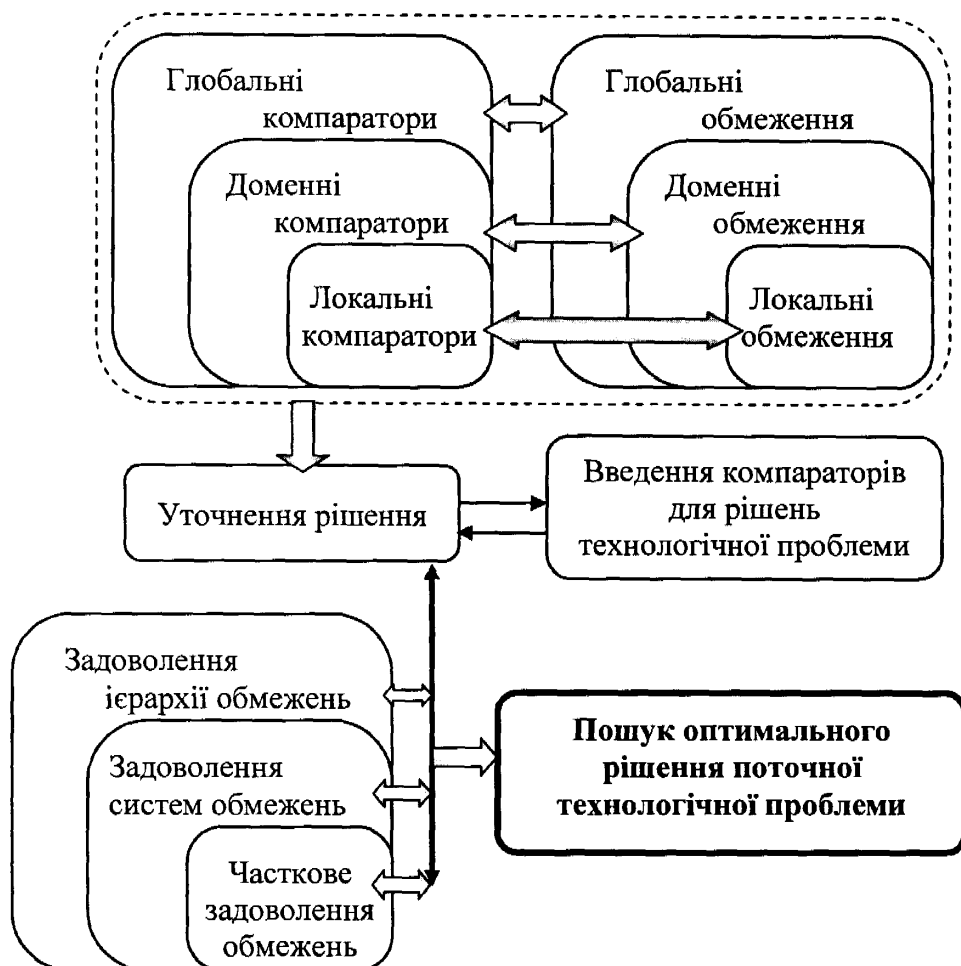 Глобальні
компаратори
Глобальні
обмеження
Доменні
компаратори
Доменні
обмеження
Локальні
компаратори
Локальні
обмеження
Уточнення рішення
Введення компараторів
для рішень
технологічної проблеми
Задоволення
ієрархії обмежень
Задоволення
систем обмежень
Часткове
задоволення
обмежень
Пошук оптимального
рішення поточної
технологічної проблеми